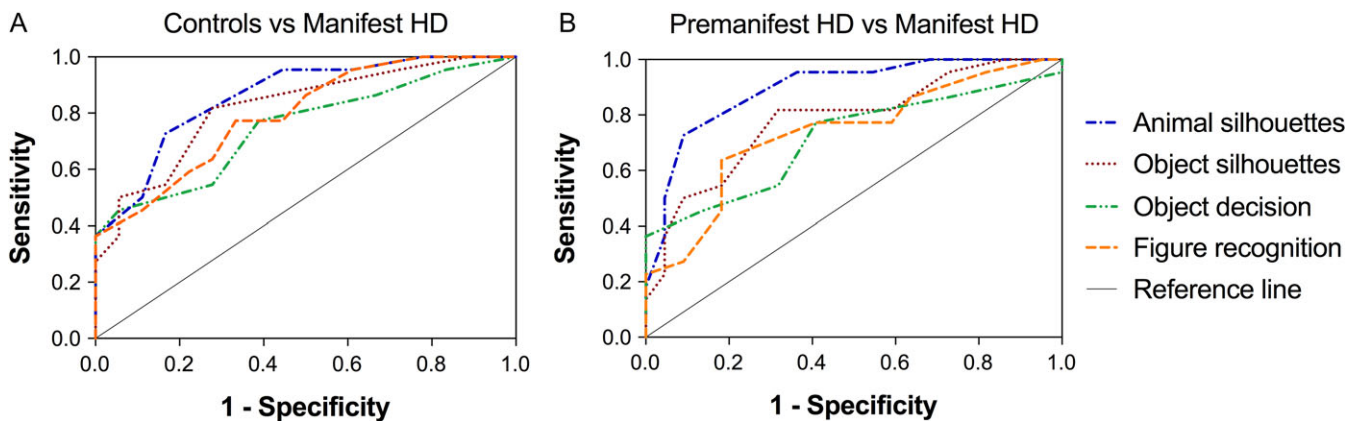 A Controls vs Manifest HD
B Premanifest HD vs Manifest HD
1.0
0.8
0.6
0.4
0.2
0.0
Sensitivity
0.0 0.2 0.4 0.6 0.8 1.0
1 - Specificity
1.0
0.8
0.6
0.4
0.2
0.0
Sensitivity
0.0 0.2 0.4 0.6 0.8 1.0
1 - Specificity
Animal silhouettes
Object silhouettes
Object decision
Figure recognition
Reference line